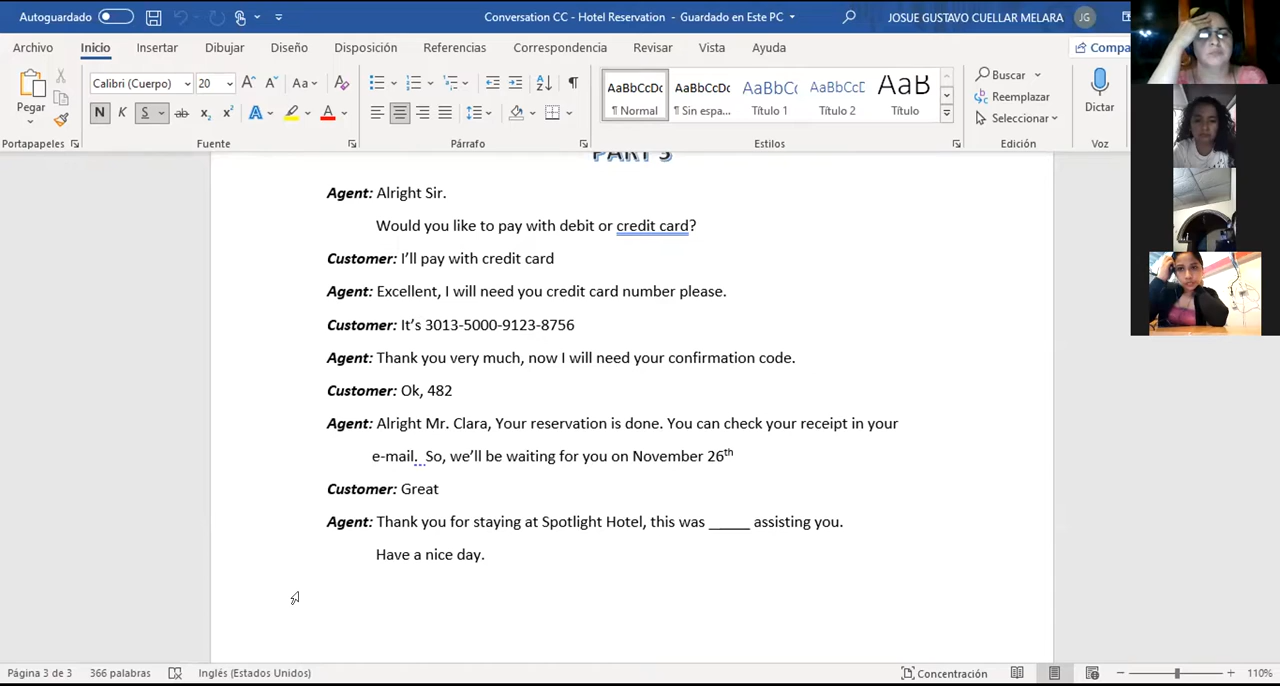 Autoguardado
Conversation CC - Hotel Reservation - Guardado en Este PC
JOSUE GUSTAVO CUELLAR MELARA
JG
Archivo Inicio Insertar Dibujar Diseño Disposición Referencias Correspondencia Revisar Vista Ayuda
Pegar
Calibri (Cuerpo) 20
N K S ab x₂ x²
Portapapeles
Fuente
Párrafo
AaBbCcDc AaBbCcDc AaBbCc AaBbCcE AaB
¶ Normal ¶ Sin espa... Título 1 Título 2 Título
Estilos
Buscar
Reemplazar
Seleccionar
Edición
Dictar
Voz
PART 3
Agent: Alright Sir.
Would you like to pay with debit or credit card?
Customer: I’ll pay with credit card
Agent: Excellent, I will need you credit card number please.
Customer: It’s 3013-5000-9123-8756
Agent: Thank you very much, now I will need your confirmation code.
Customer: Ok, 482
Agent: Alright Mr. Clara, Your reservation is done. You can check your receipt in your
e-mail.  So, we’ll be waiting for you on November 26th
Customer: Great
Agent: Thank you for staying at Spotlight Hotel, this was _____ assisting you.
Have a nice day.
Página 3 de 3 366 palabras Inglés (Estados Unidos)
Concentración
110%